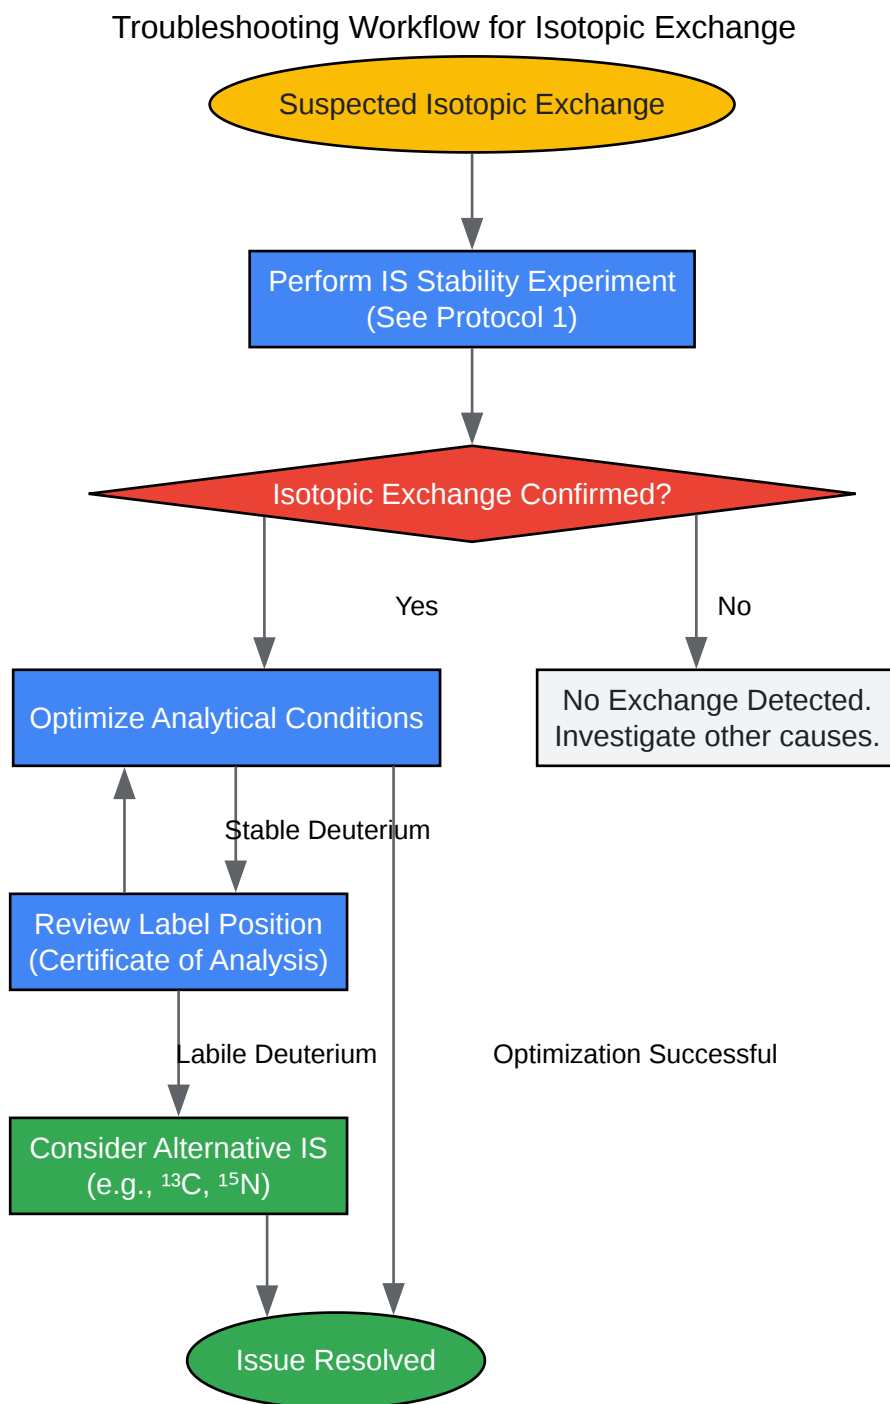 Troubleshooting Workflow for Isotopic Exchange
Suspected Isotopic Exchange
Perform IS Stability Experiment
(See Protocol 1)
Isotopic Exchange Confirmed?
Yes
No
Optimize Analytical Conditions
No Exchange Detected.
Investigate other causes.
Stable Deuterium
Review Label Position
(Certificate of Analysis)
Labile Deuterium
Optimization Successful
Consider Alternative IS
(e.g., ¹³C, ¹⁵N)
Issue Resolved